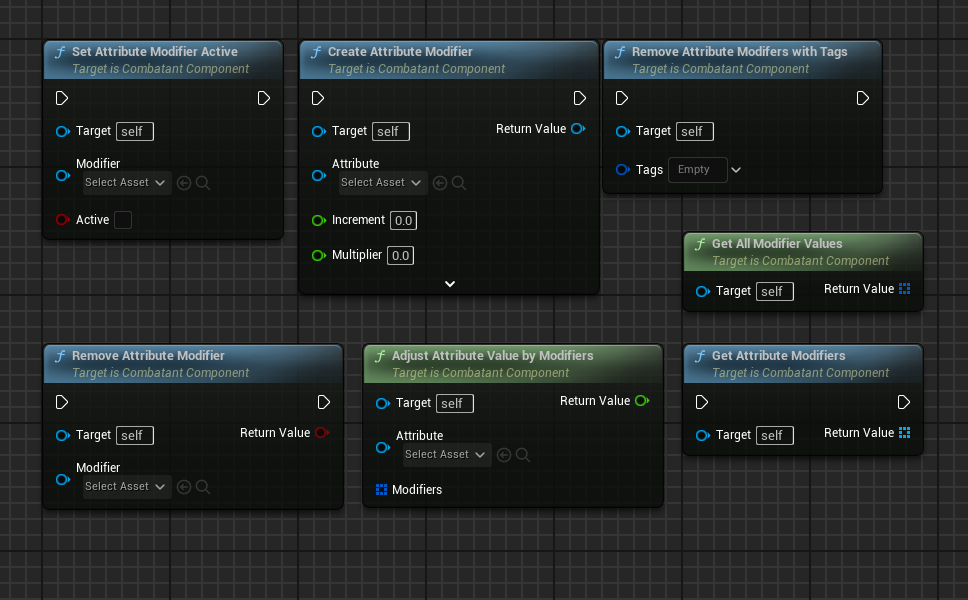 Set Attribute Modifier Active
Target is Combatant Component
Target self
Modifier
Select Asset
Active
Create Attribute Modifier
Target is Combatant Component
Target self
Return Value
Attribute
Select Asset
Increment 0.0
Multiplier 0.0
Remove Attribute Modifers with Tags
Target is Combatant Component
Target self
Tags Empty
Get All Modifier Values
Target is Combatant Component
Target self
Return Value
Remove Attribute Modifier
Target is Combatant Component
Target self
Return Value
Modifier
Select Asset
Adjust Attribute Value by Modifiers
Target is Combatant Component
Target self
Return Value
Attribute
Select Asset
Modifiers
Get Attribute Modifiers
Target is Combatant Component
Target self
Return Value